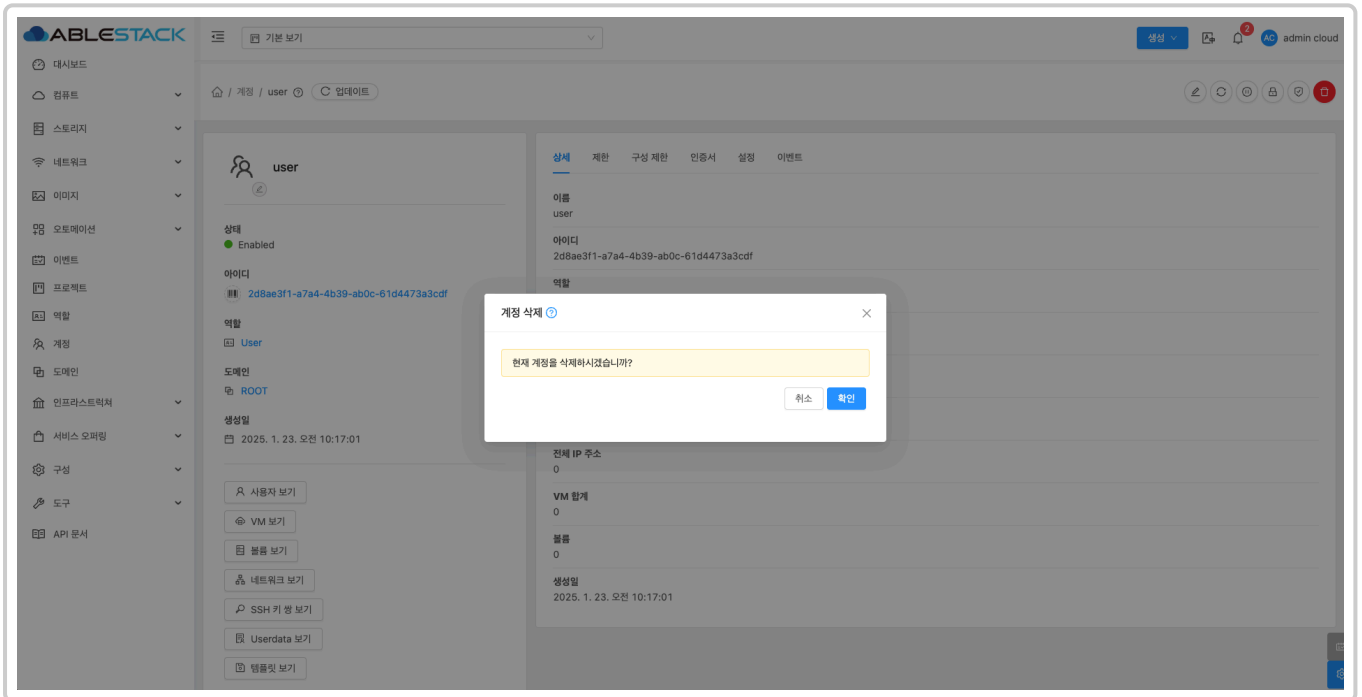 ABLESTACK
기본 보기
생성
2
AC
admin cloud
대시보드
컴퓨트
스토리지
네트워크
이미지
오토메이션
이벤트
프로젝트
역할
계정
도메인
인프라스트럭쳐
서비스 오퍼링
구성
도구
API 문서
/ 계정 / user
업데이트
user
상태
Enabled
아이디
2d8ae3f1-a7a4-4b39-ab0c-61d4473a3cdf
역할
User
도메인
ROOT
생성일
2025. 1. 23. 오전 10:17:01
사용자 보기
VM 보기
볼륨 보기
네트워크 보기
SSH 키 쌍 보기
Userdata 보기
템플릿 보기
상세 제한 구성 제한 인증서 설정 이벤트
이름
user
아이디
2d8ae3f1-a7a4-4b39-ab0c-61d4473a3cdf
역할
계정 삭제
현재 계정을 삭제하시겠습니까?
취소
확인
전체 IP 주소
0
VM 합계
0
볼륨
0
생성일
2025. 1. 23. 오전 10:17:01